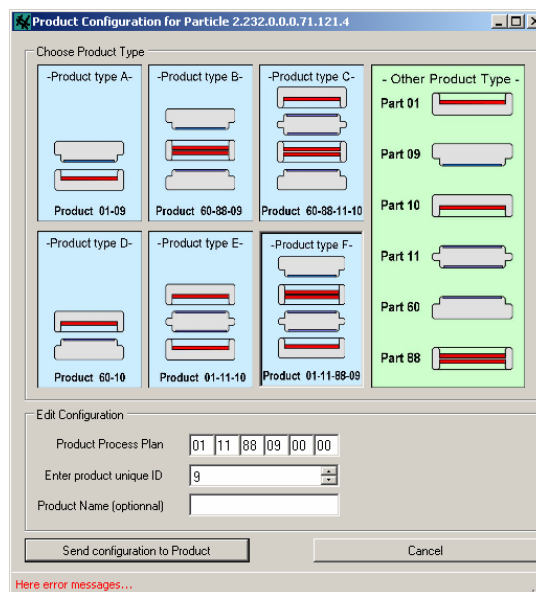 Product Configuration for Particle 2.232.0.0.0.71.121.4
Choose Product Type
-Product type A-
Product 01-09
-Product type B-
Product 60-88-09
-Product type C-
Product 60-88-11-10
-Product type D-
Product 60-10
-Product type E-
Product 01-11-10
-Product type F-
Product 01-11-88-09
- Other Product Type -
Part 01
Part 09
Part 10
Part 11
Part 60
Part 88
Edit Configuration
Product Process Plan 01 11 88 09 00 00
Enter product unique ID 9
Product Name (optionnal)
Send configuration to Product Cancel
Here error messages...